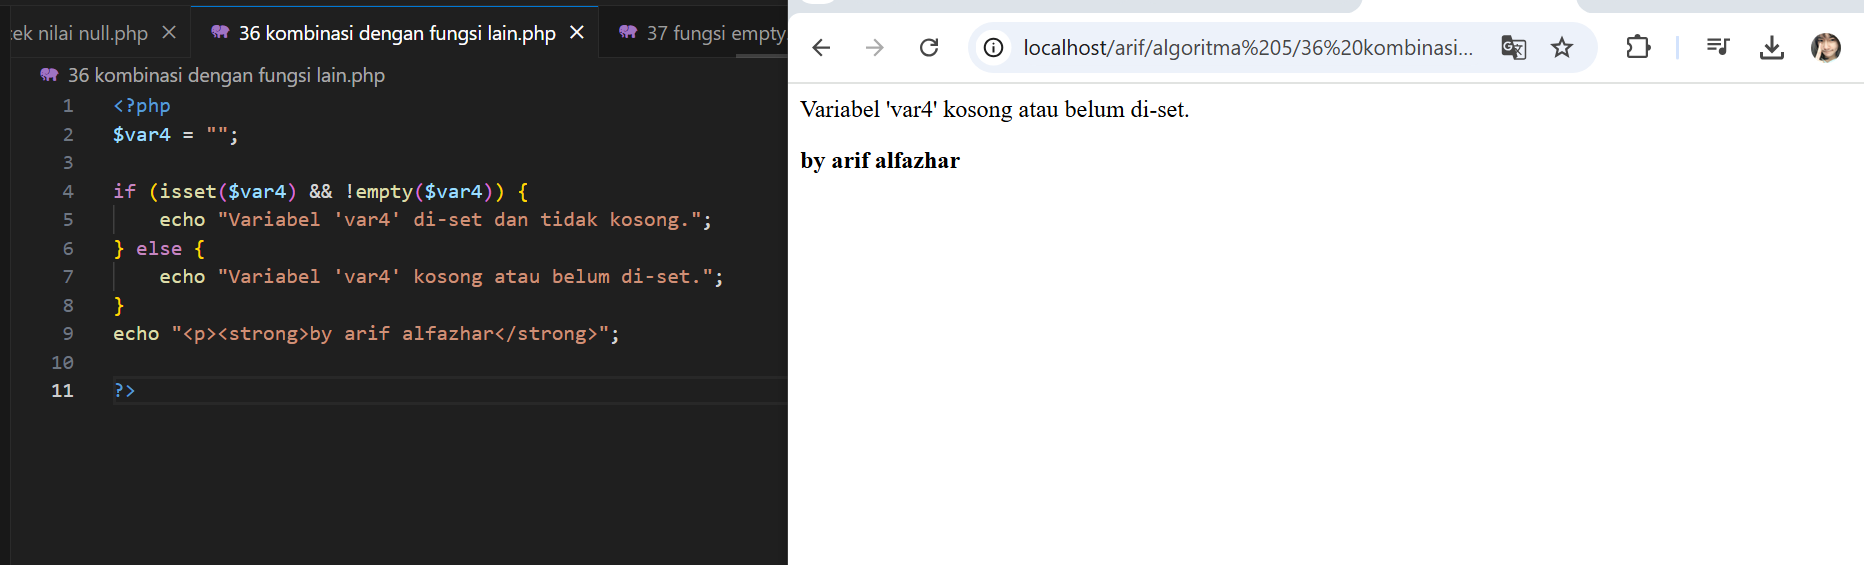 ek nilai null.php
36 kombinasi dengan fungsi lain.php
37 fungsi empty
36 kombinasi dengan fungsi lain.php
1 <?php
2 $var4 = "";
3
4 if (isset($var4) && !empty($var4)) {
5     echo "Variabel 'var4' di-set dan tidak kosong.";
6 } else {
7     echo "Variabel 'var4' kosong atau belum di-set.";
8 }
9 echo "<p><strong>by arif alfazhar</strong>";
10
11 ?>
localhost/arif/algoritma%205/36%20kombinasi...
Variabel 'var4' kosong atau belum di-set.
by arif alfazhar